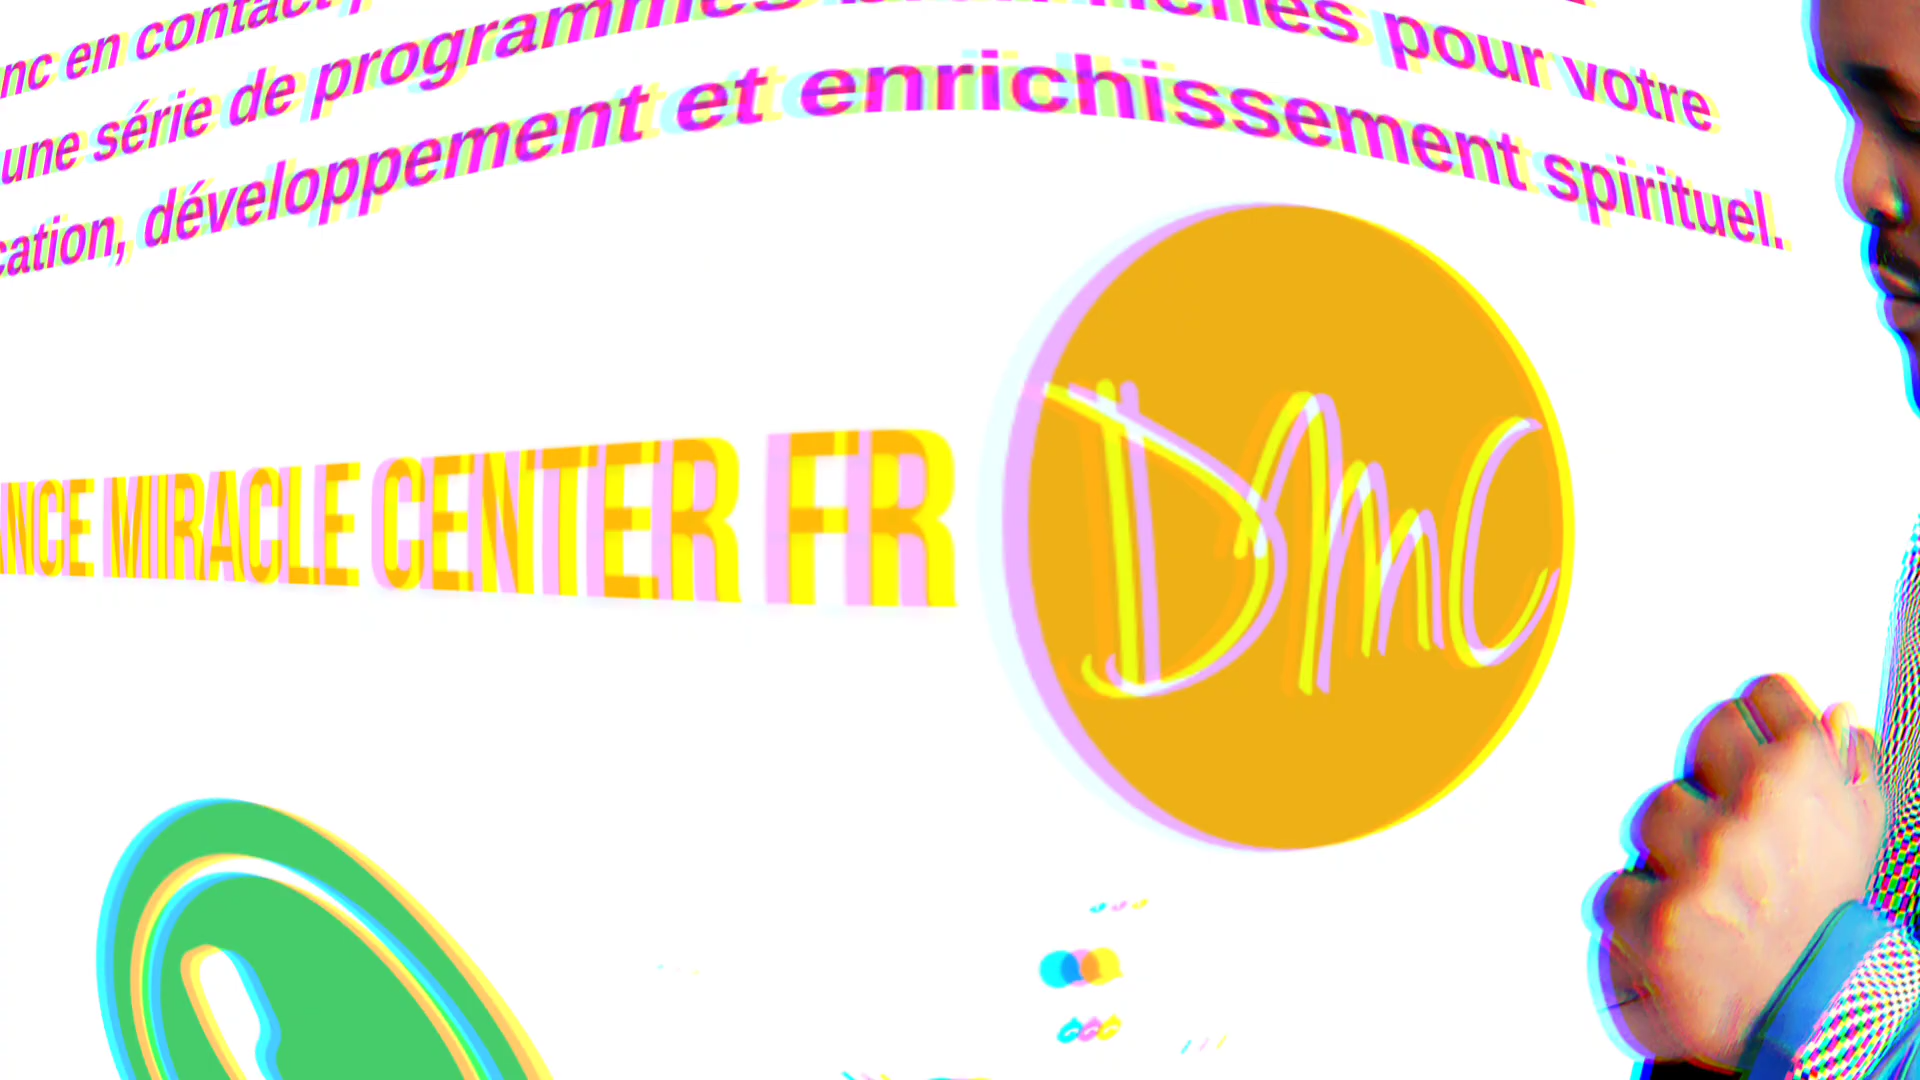 nc en contact
une série de programmes pour votre
cation, développement et enrichissement spirituel.
NCE MIRACLE CENTER FR
DMC